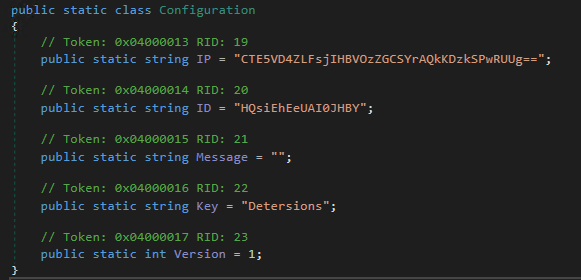 public static class Configuration
{
// Token: 0x04000013 RID: 19
public static string IP = "CTE5VD4ZLFsjIHBVOzZGCSYrAQkKDzkSPwRUUg==";
// Token: 0x04000014 RID: 20
public static string ID = "HQsiEhEeUAI0JHBY";
// Token: 0x04000015 RID: 21
public static string Message = "";
// Token: 0x04000016 RID: 22
public static string Key = "Detersions";
// Token: 0x04000017 RID: 23
public static int Version = 1;
}